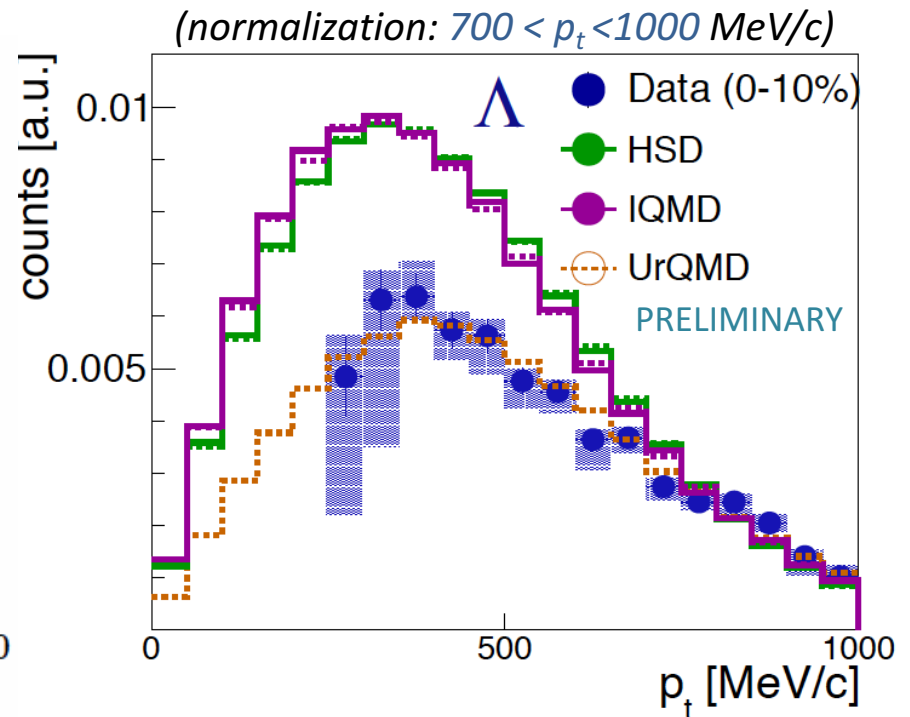 (normalization: 700 < pt <1000 MeV/c)
counts [a.u.]
0.01
0.005
Λ
Data (0-10%)
HSD
IQMD
UrQMD
PRELIMINARY
0
0
500
1000
pt [MeV/c]